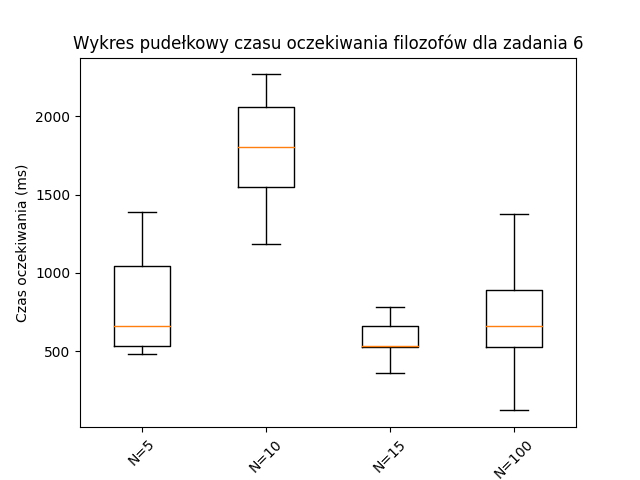 Wykres pudełkowy czasu oczekiwania filozofów dla zadania 6
Czas oczekiwania (ms)
2000
1500
1000
500
N=5
N=10
N=15
N=100